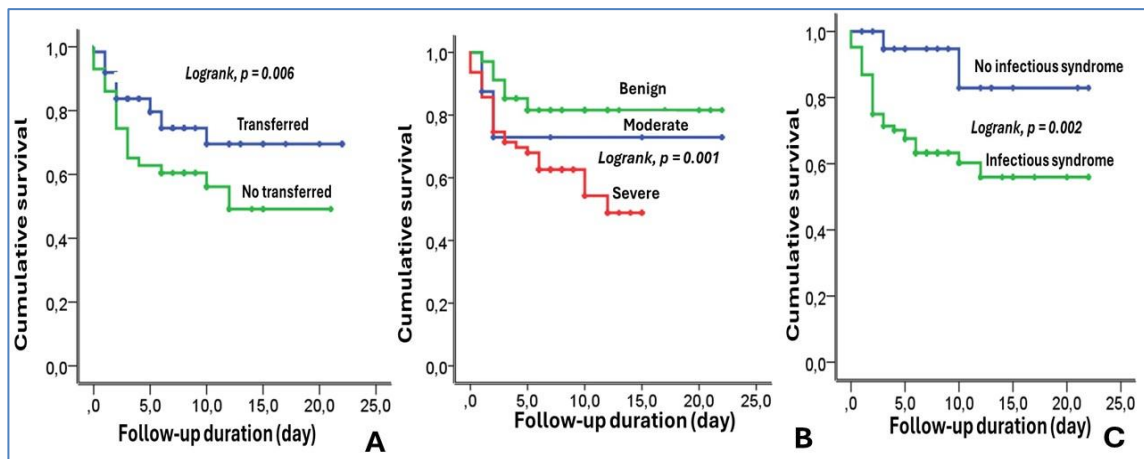 Cumulative survival
1,0
0,8
0,6
0,4
0,2
0,0
Logrank, p = 0.006
Transferred
No transferred
,0 5,0 10,0 15,0 20,0 25,0
Follow-up duration (day)
A
Cumulative survival
1,0
0,8
0,6
0,4
0,2
0,0
Benign
Moderate
Logrank, p = 0.001
Severe
,0 5,0 10,0 15,0 20,0 25,0
Follow-up duration (day)
B
Cumulative survival
1,0
0,8
0,6
0,4
0,2
0,0
No infectious syndrome
Logrank, p = 0.002
Infectious syndrome
,0 5,0 10,0 15,0 20,0 25,0
Follow-up duration (day)
C